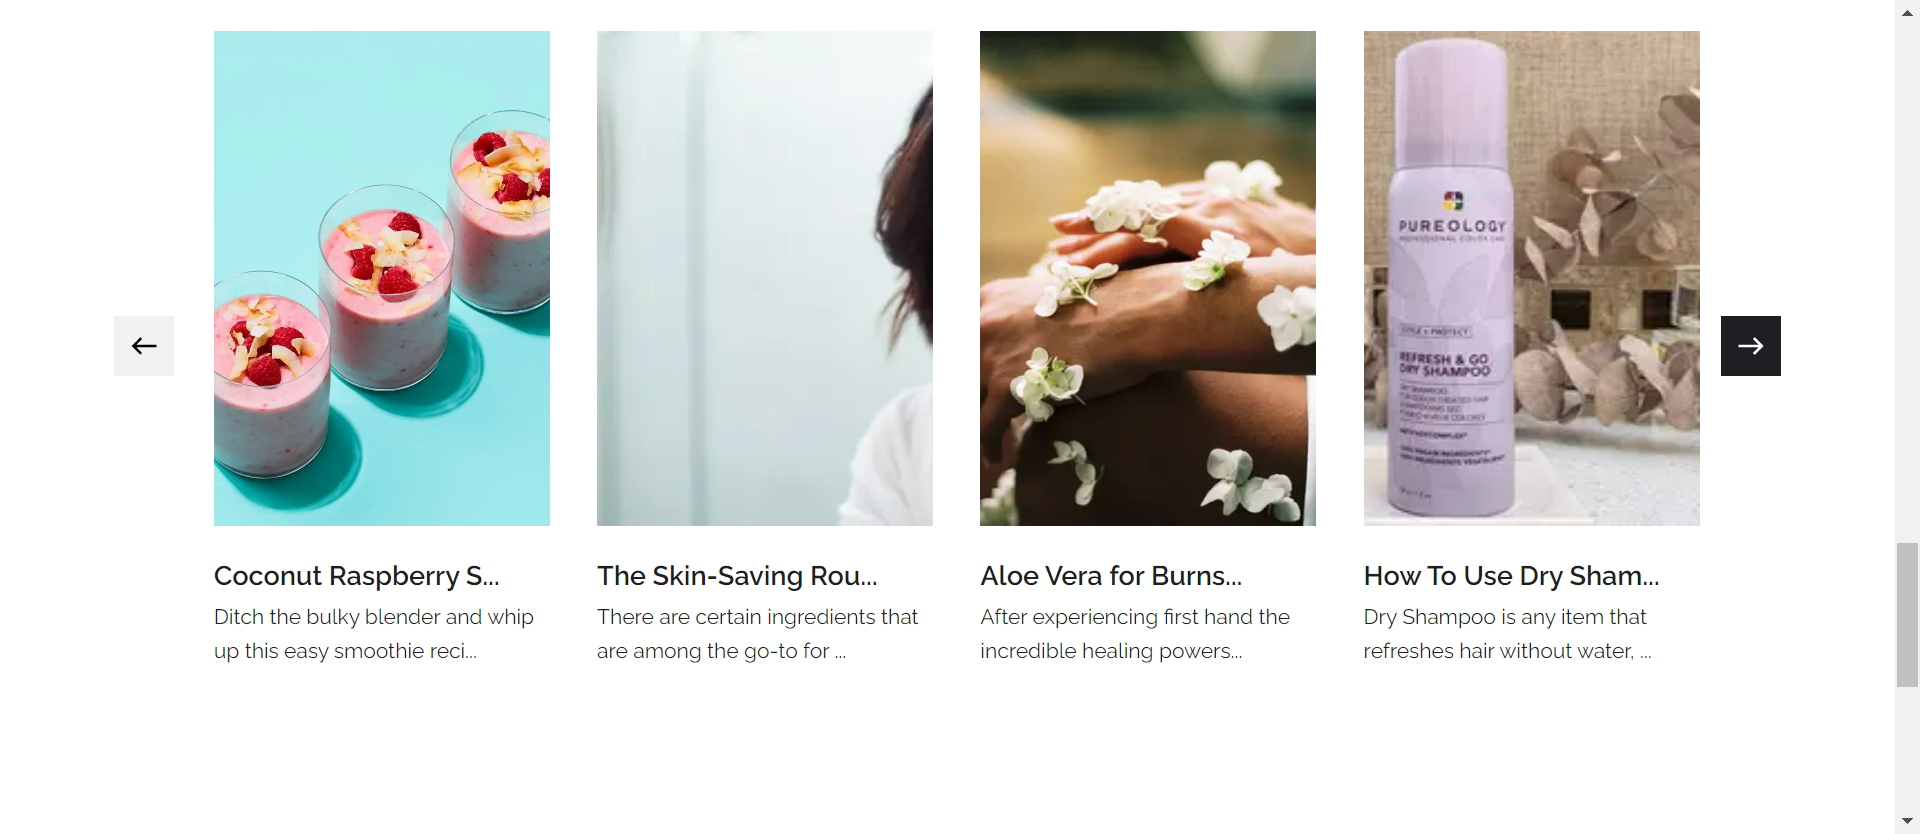 PUREOLOGY
STYLE + PROTECT
REFRESH & GO
DRY SHAMPOO
Coconut Raspberry S...
Ditch the bulky blender and whip
up this easy smoothie reci...
The Skin-Saving Rou...
There are certain ingredients that
are among the go-to for ...
Aloe Vera for Burns...
After experiencing first hand the
incredible healing powers...
How To Use Dry Sham...
Dry Shampoo is any item that
refreshes hair without water, ...